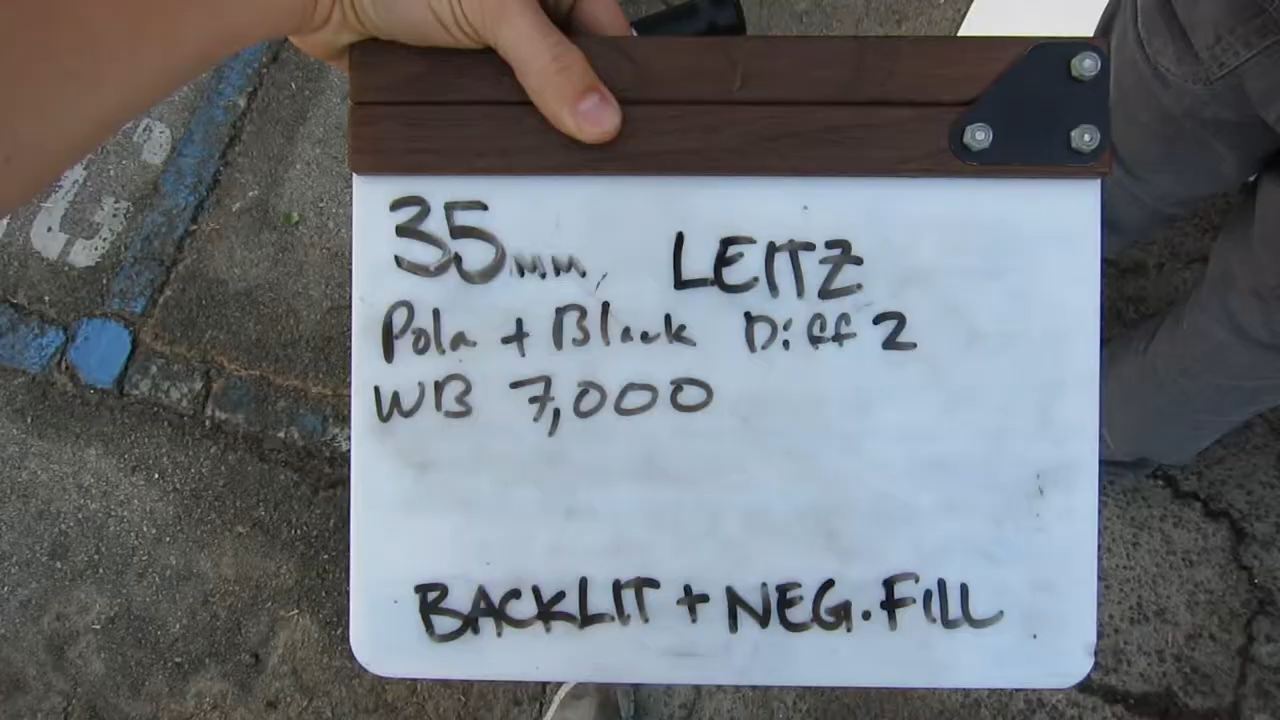 35mm, LEITZ
Pola + Black Diff 2
WB 7,000
BACKLIT + NEG. FILL